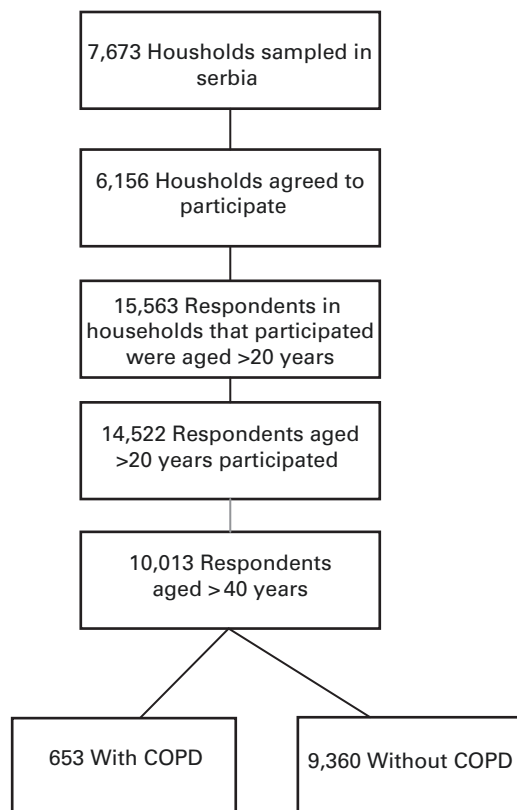 7,673 Housholds sampled in
serbia
6,156 Housholds agreed to
participate
15,563 Respondents in
households that participated
were aged >20 years
14,522 Respondents aged
>20 years participated
10,013 Respondents
aged >40 years
653 With COPD
9,360 Without COPD